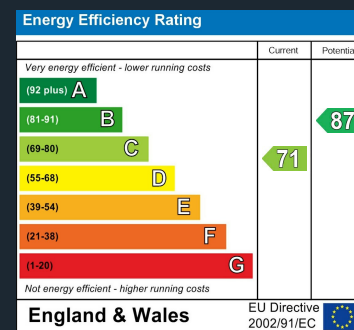 Energy Efficiency Rating
Current
Very energy efficient - lower running costs
(92 plus) A
(81-91) B
87
(69-80) C
71
(55-68) D
(39-54) E
(21-38) F
(1-20) G
Not energy efficient - higher running costs
England & Wales
EU Directive
2002/91/EC